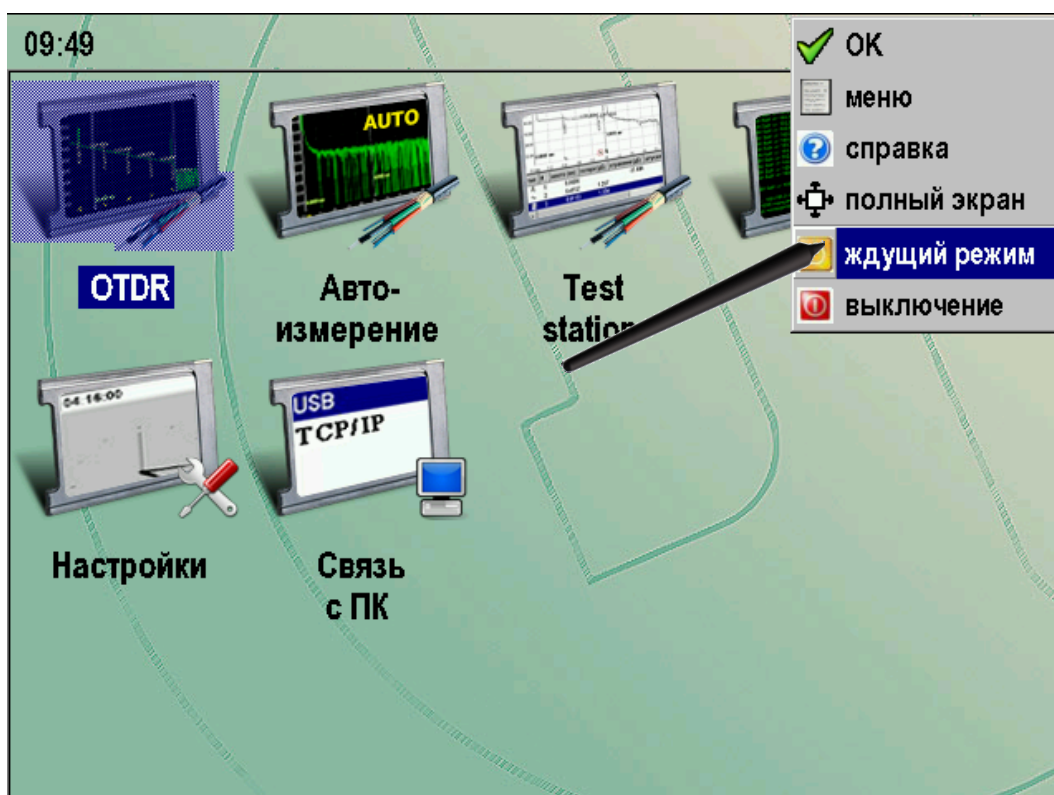 09:49
OK
меню
справка
полный экран
ждущий режим
выключение
AUTO
OTDR
Авто-
измерение
Test
station
04:16:00
USB
TCP/IP
Настройки
Связь
с ПК